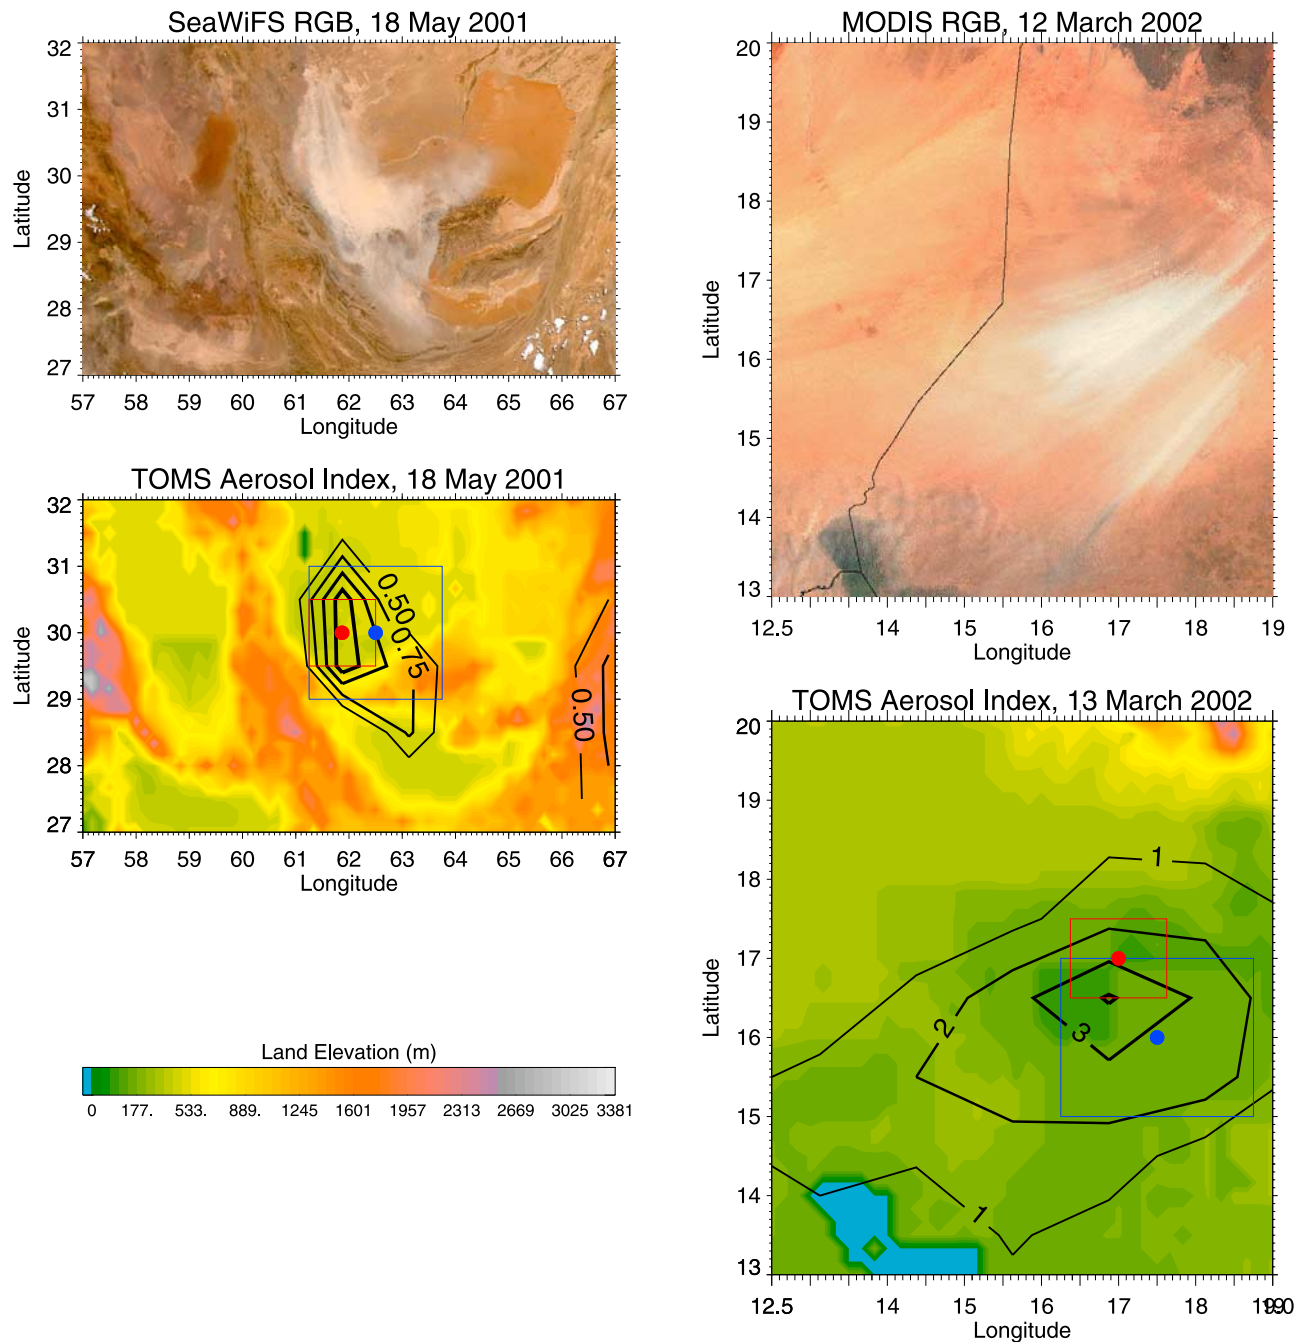 SeaWiFS RGB, 18 May 2001
32
31
30
29
28
27
Latitude
57 58 59 60 61 62 63 64 65 66 67
Longitude
MODIS RGB, 12 March 2002
20
19
18
17
16
15
14
13
Latitude
12.5 14 15 16 17 18 19
Longitude
TOMS Aerosol Index, 18 May 2001
32
31
30
29
28
27
Latitude
0.50
0.75
0.50
57 58 59 60 61 62 63 64 65 66 67
Longitude
TOMS Aerosol Index, 13 March 2002
20
19
18
17
16
15
14
13
Latitude
1
2
3
1
12.5 14 15 16 17 18 19.0
Longitude
Land Elevation (m)
0 177. 533. 889. 1245 1601 1957 2313 2669 3025 3381